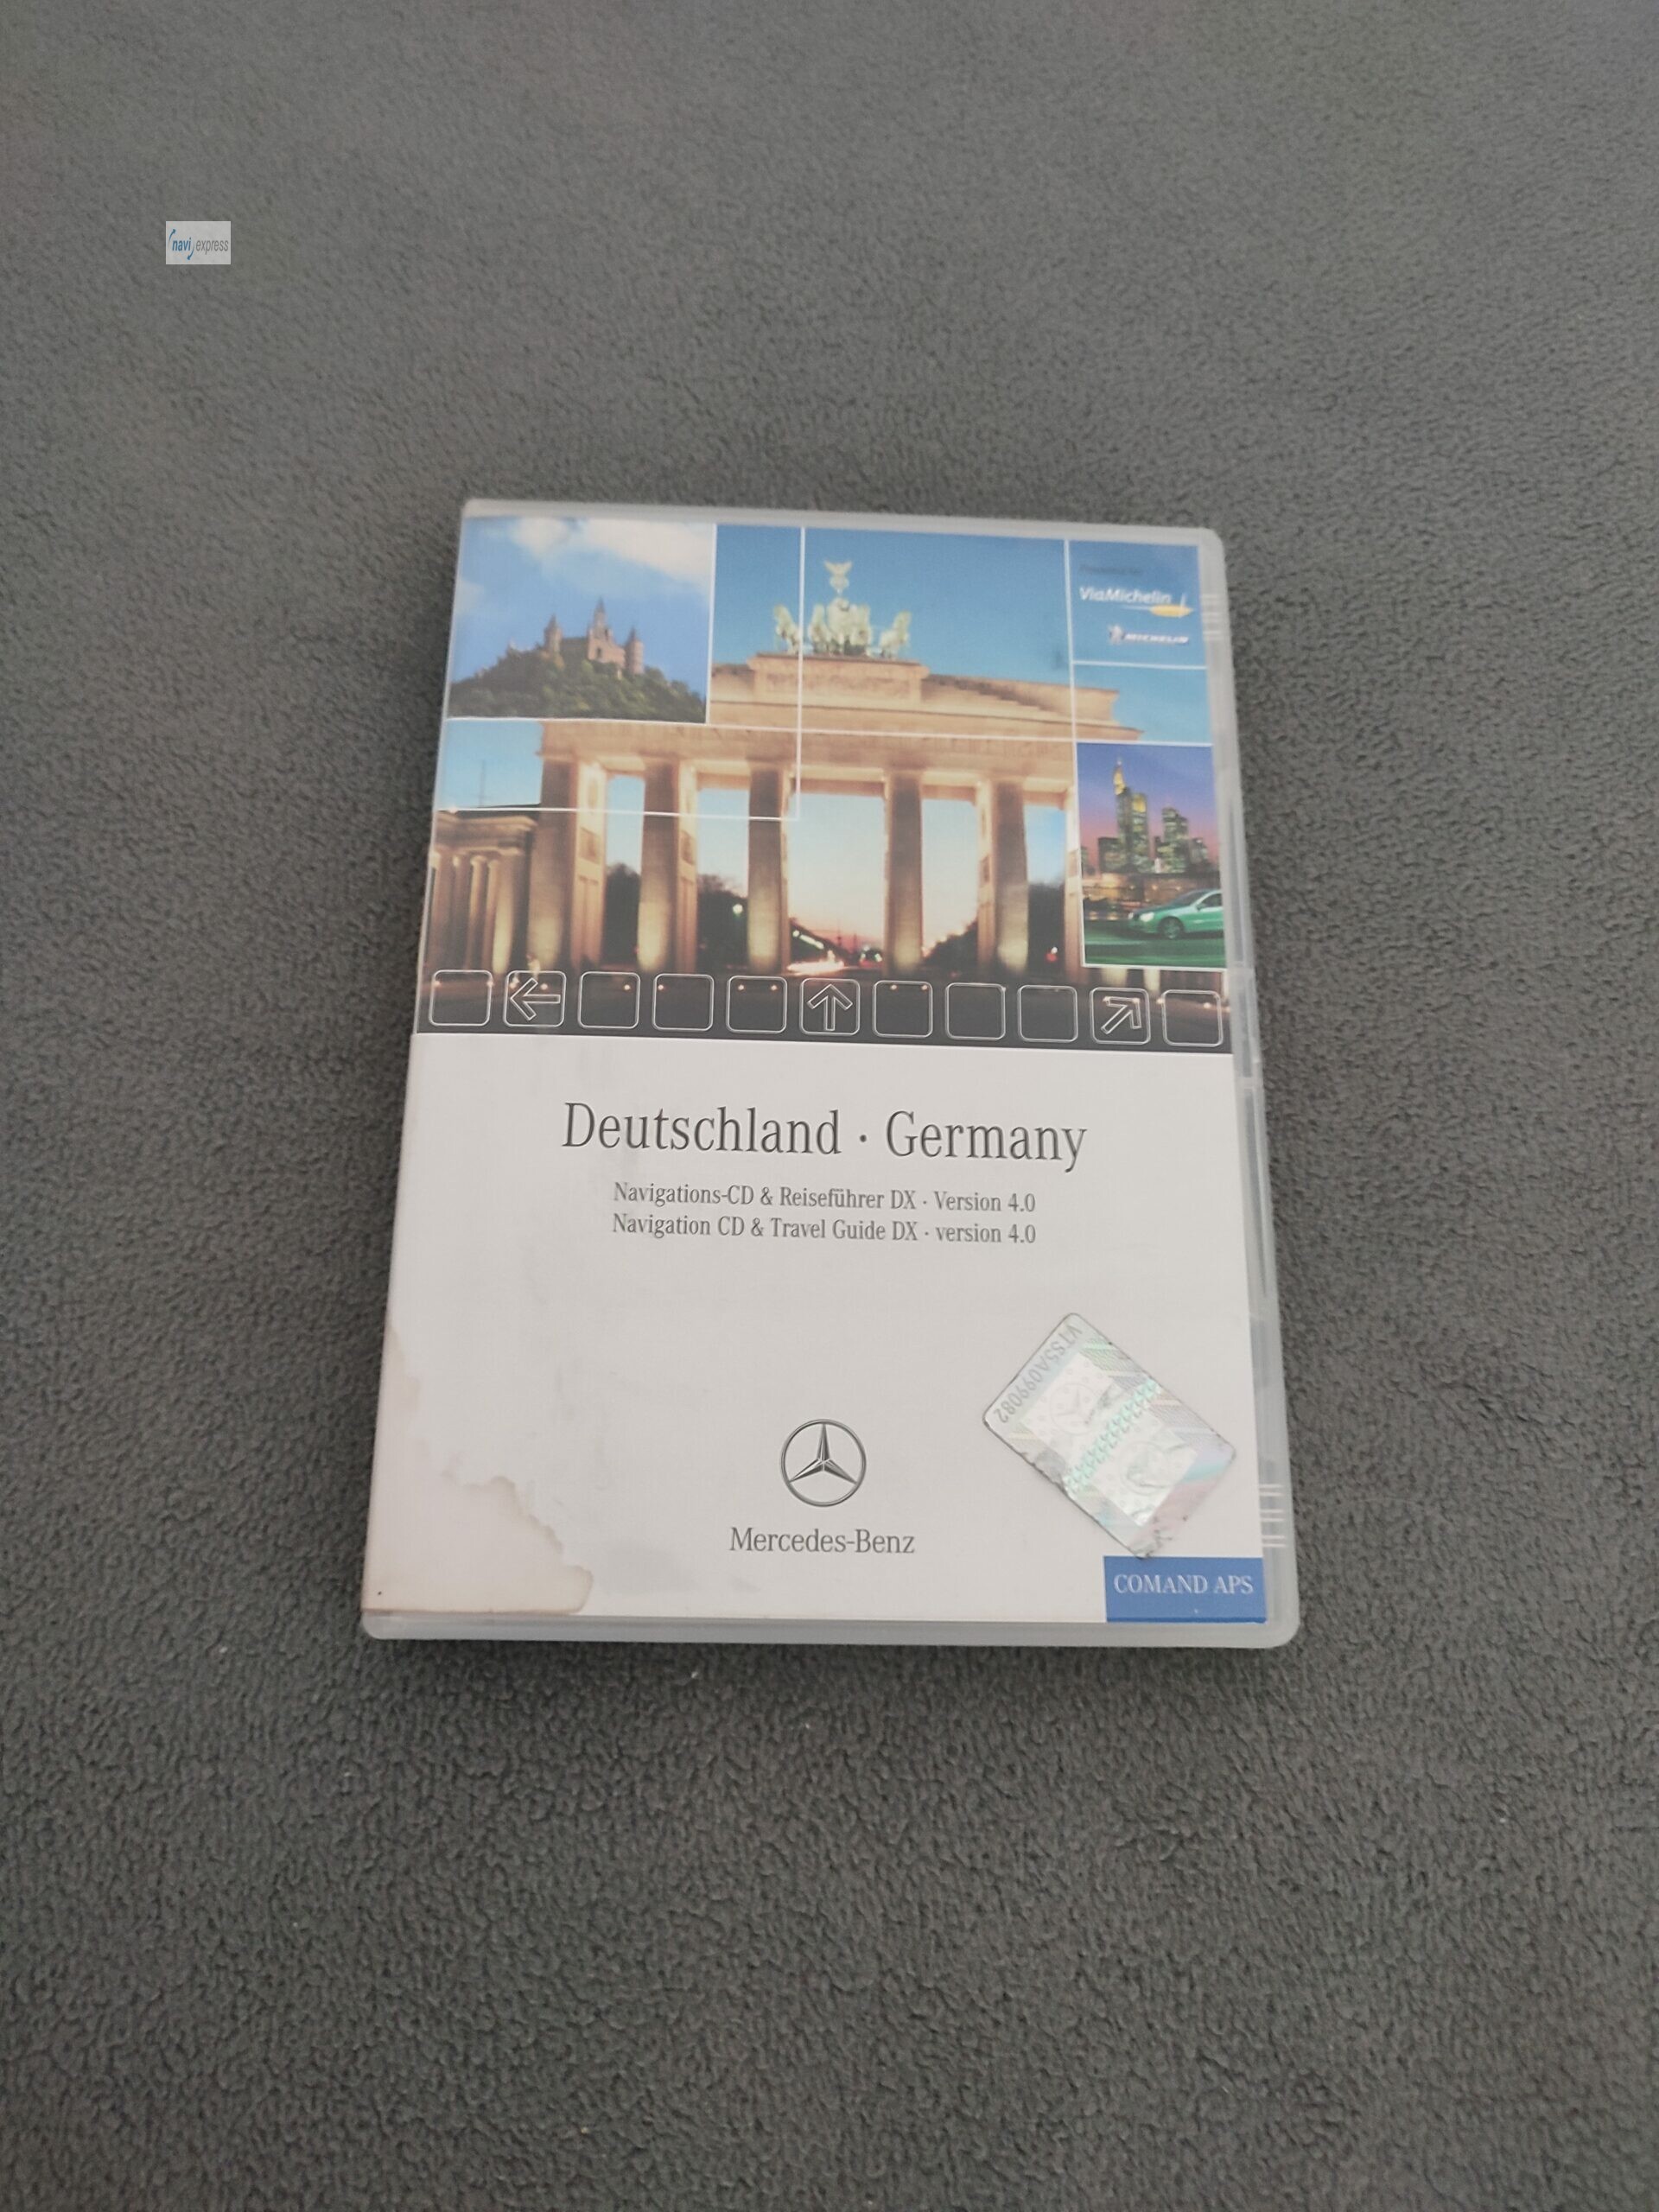 navi express
ViaMichelin
MICHELIN
Deutschland · Germany
Navigations-CD & Reiseführer DX · Version 4.0
Navigation CD & Travel Guide DX · version 4.0
VTS5A099082
Mercedes-Benz
COMAND APS